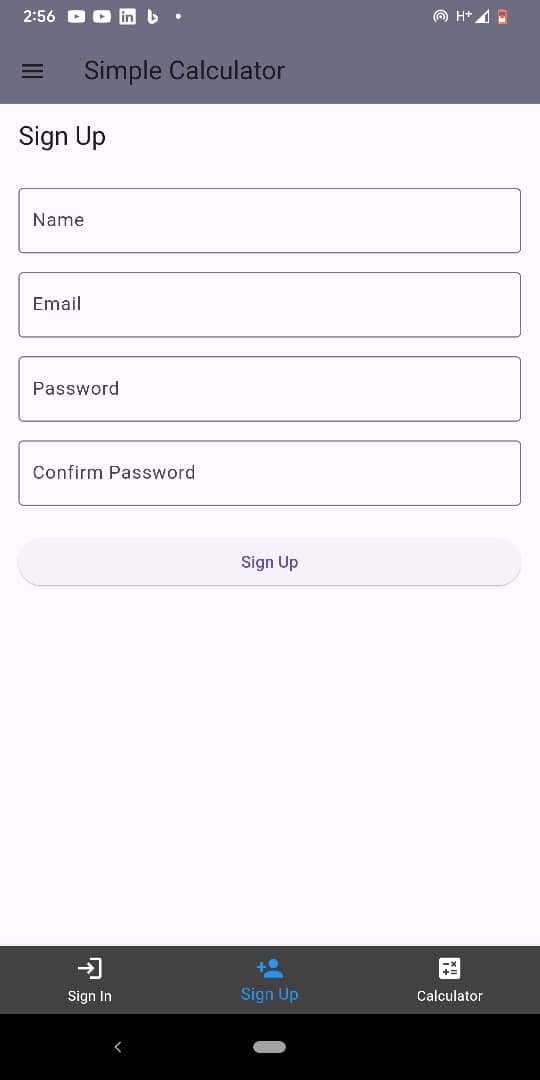 2:56 H+
Simple Calculator
Sign Up
Name
Email
Password
Confirm Password
Sign Up
Sign In Sign Up Calculator